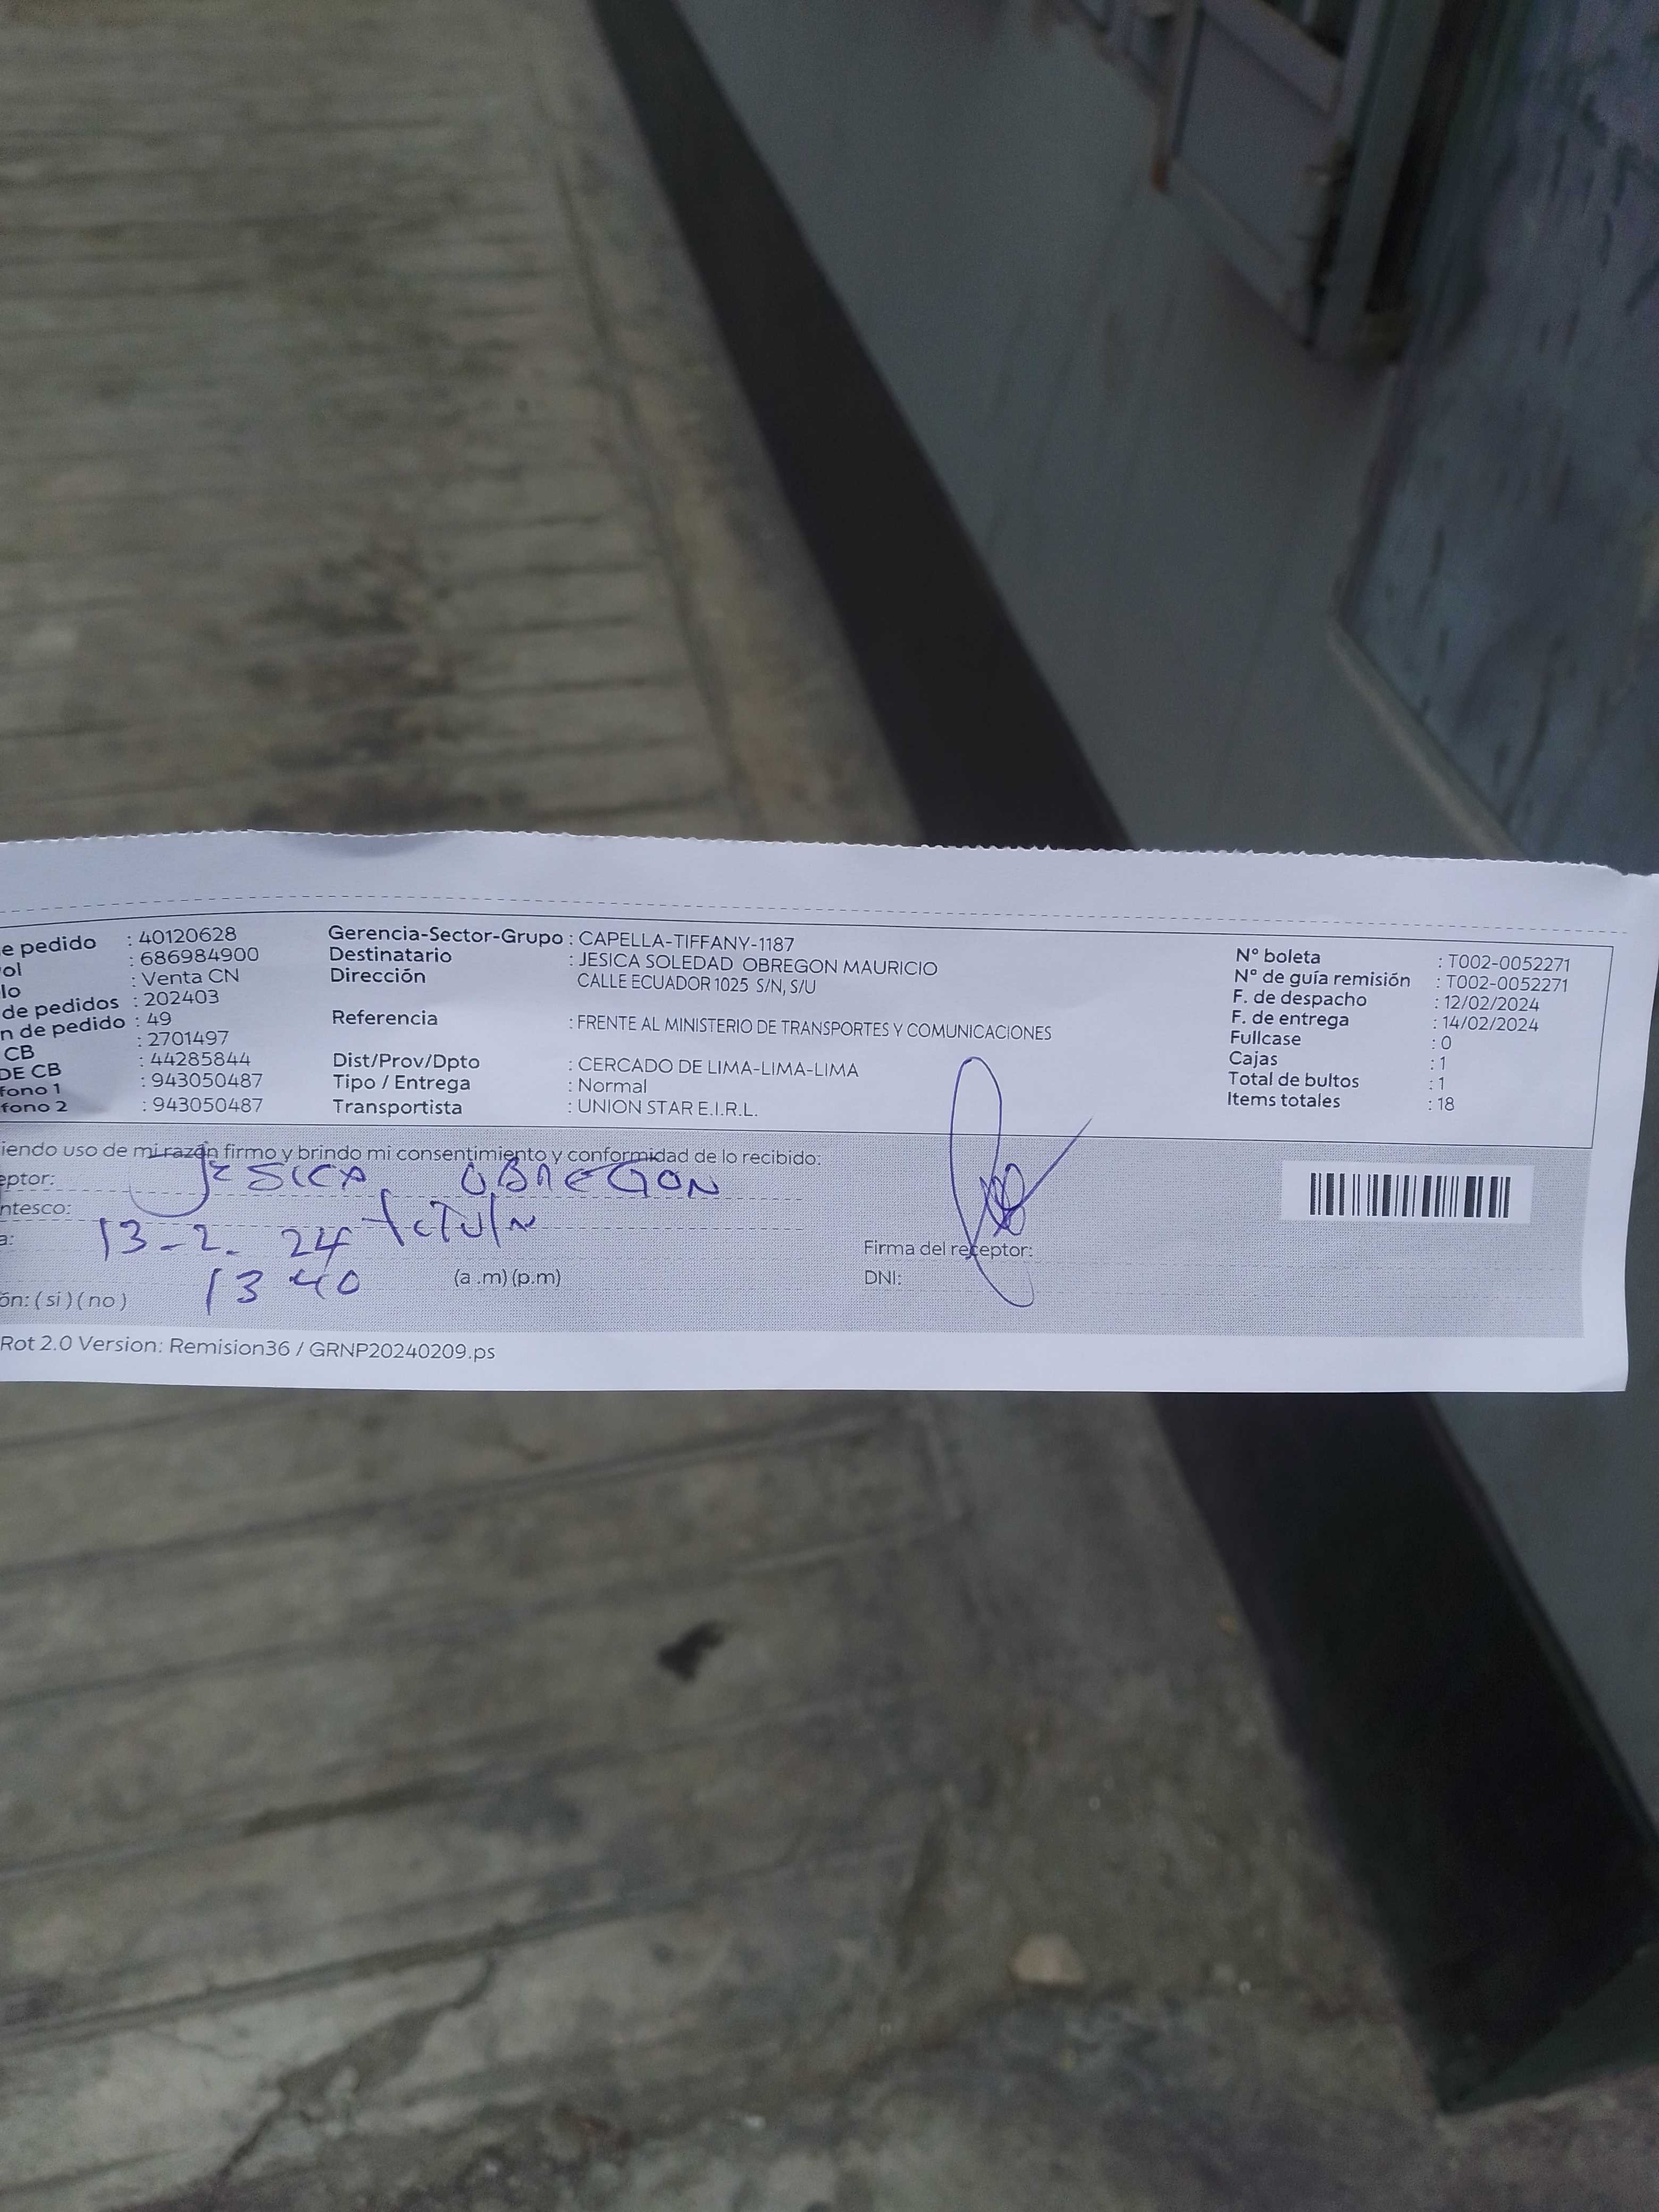 e pedido : 40120628 Gerencia-Sector-Grupo : CAPELLA-TIFFANY-1187 N° boleta : T002-0052271
ol : 686984900 Destinatario : JESICA SOLEDAD OBREGON MAURICIO N° de guía remisión : T002-0052271
lo : Venta CN Dirección CALLE ECUADOR 1025 S/N, S/U F. de despacho : 12/02/2024
de pedidos : 202403 F. de entrega : 14/02/2024
n de pedido : 49 Referencia : FRENTE AL MINISTERIO DE TRANSPORTES Y COMUNICACIONES Fullcase : 0
CB : 2701497 Cajas : 1
DE CB : 44285844 Dist/Prov/Dpto : CERCADO DE LIMA-LIMA-LIMA Total de bultos : 1
fono 1 : 943050487 Tipo / Entrega : Normal Items totales : 18
fono 2 : 943050487 Transportista : UNION STAR E.I.R.L.
iendo uso de mi razón firmo y brindo mi consentimiento y conformidad de lo recibido:
eptor: JESICA OBREGON
ntesco:
a: 13-2-24
13 40 (a .m) (p.m)
ón: ( si ) ( no )
Firma del receptor:
DNI:
Rot 2.0 Version: Remision36 / GRNP20240209.ps